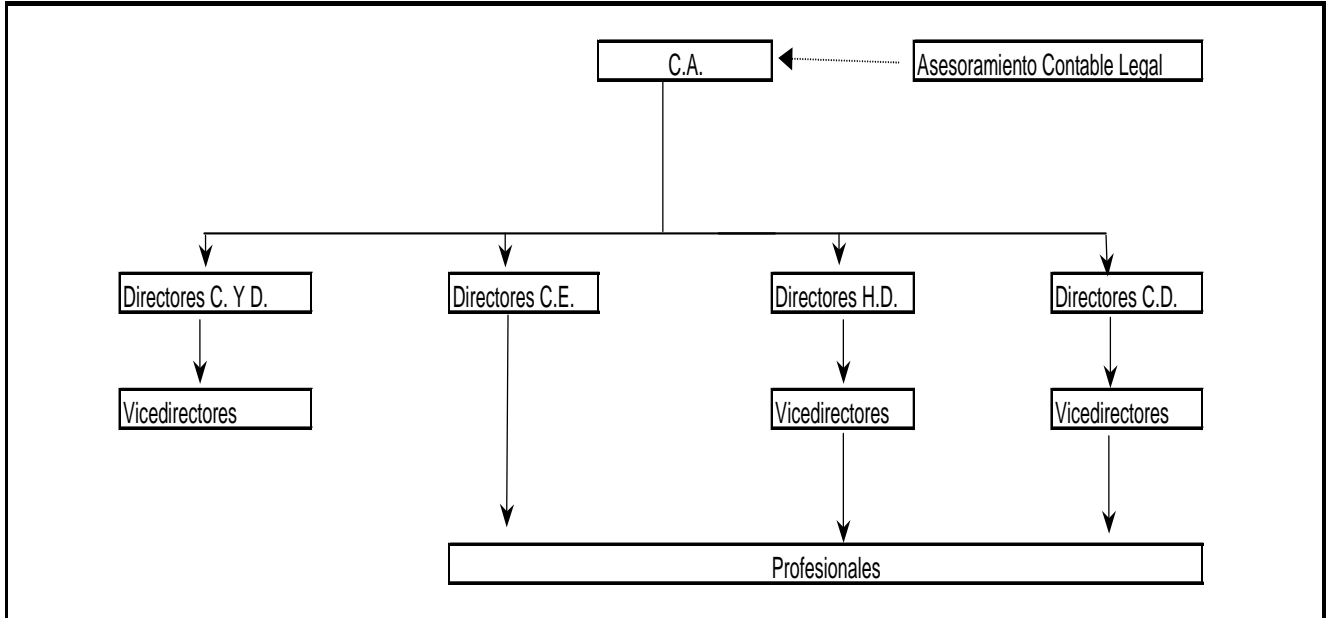 C.A.
Asesoramiento Contable Legal
Directores C. Y D.
Directores C.E.
Directores H.D.
Directores C.D.
Vicedirectores
Vicedirectores
Vicedirectores
Profesionales